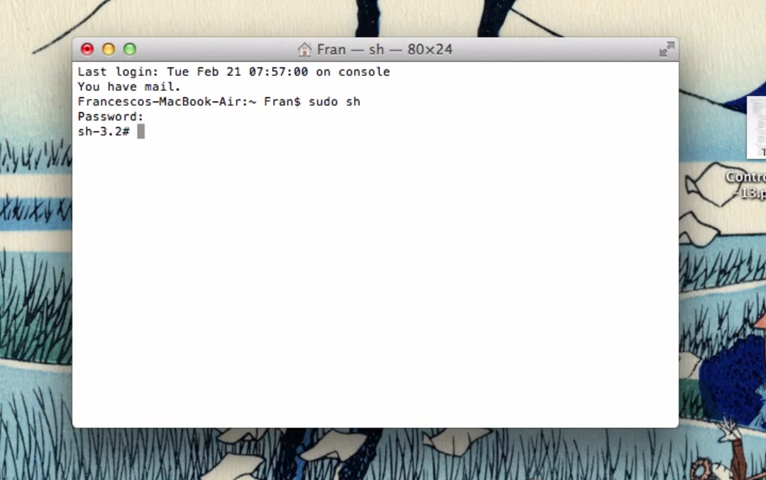 Fran — sh — 80×24
Last login: Tue Feb 21 07:57:00 on console
You have mail.
Francescos-MacBook-Air:~ Fran$ sudo sh
Password:
sh-3.2#